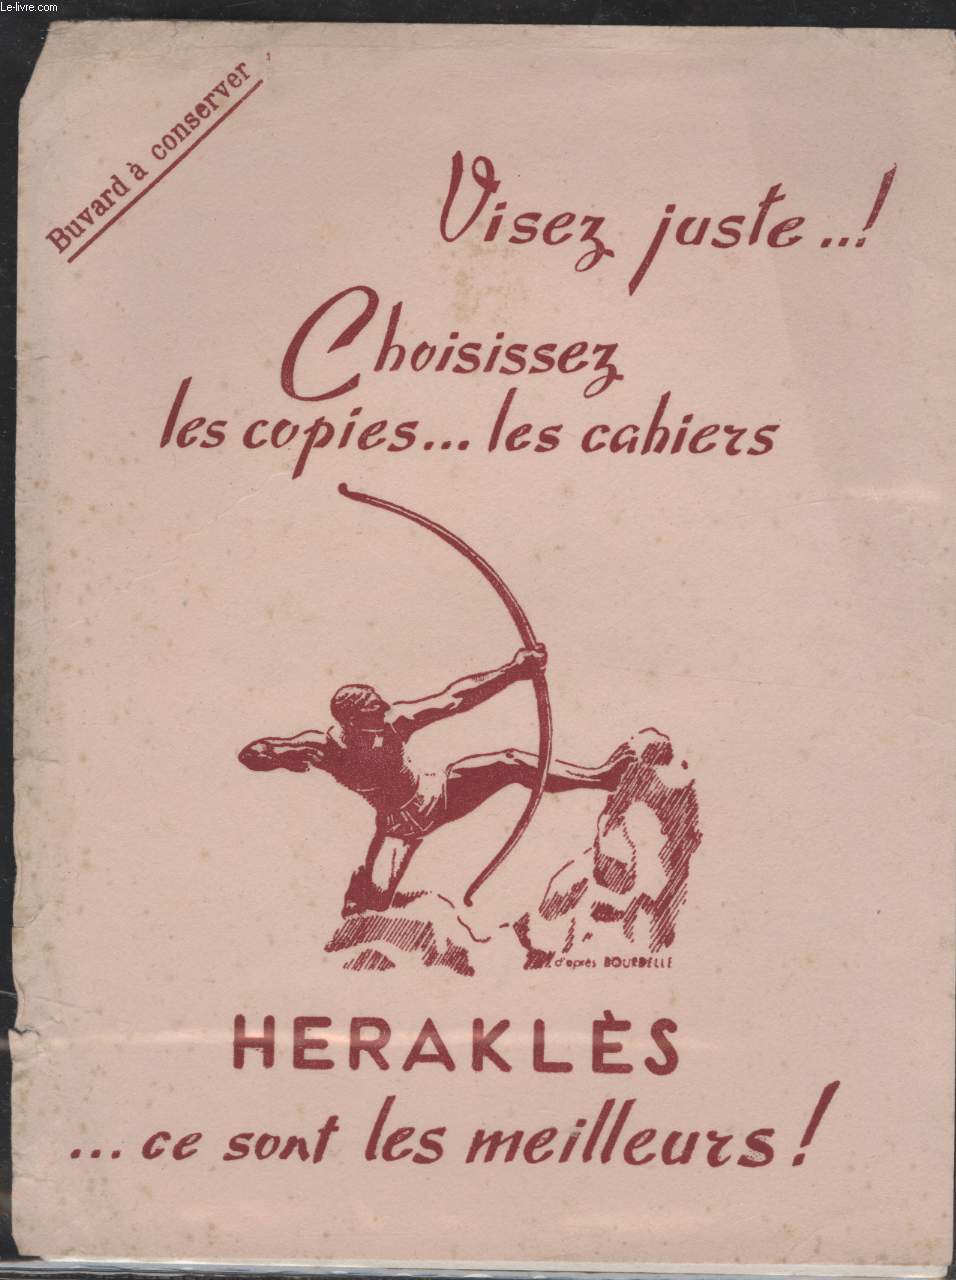 Le-livre.com
Buvard à conserver
Visez juste...!
Choisissez
les copies... les cahiers
d'après BOURDELLE
HERAKLÈS
... ce sont les meilleurs !